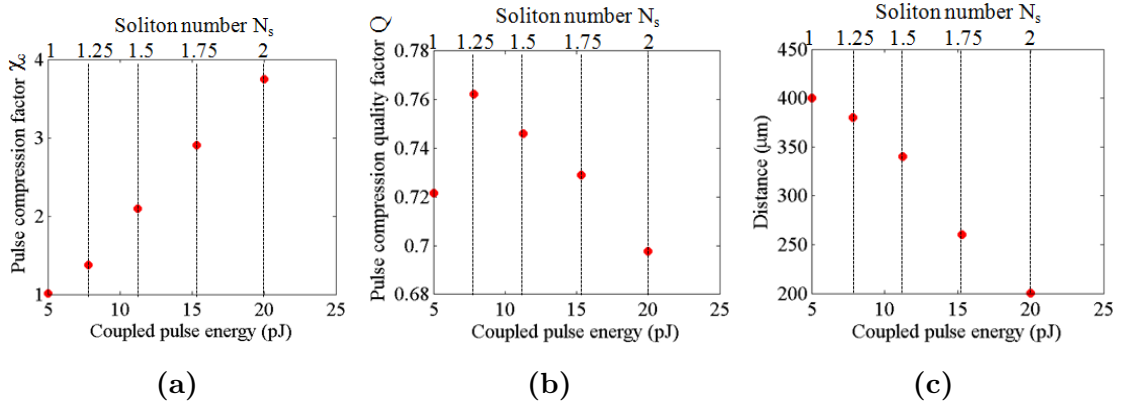 Soliton number Ns
1 1.25 1.5 1.75 2
Pulse compression factor χc
4
3
2
1
5 10 15 20 25
Coupled pulse energy (pJ)
(a)
Soliton number Ns
1 1.25 1.5 1.75 2
Pulse compression quality factor Q
0.78
0.76
0.74
0.72
0.7
0.68
5 10 15 20 25
Coupled pulse energy (pJ)
(b)
Soliton number Ns
1 1.25 1.5 1.75 2
Distance (μm)
450
400
350
300
250
200
5 10 15 20 25
Coupled pulse energy (pJ)
(c)